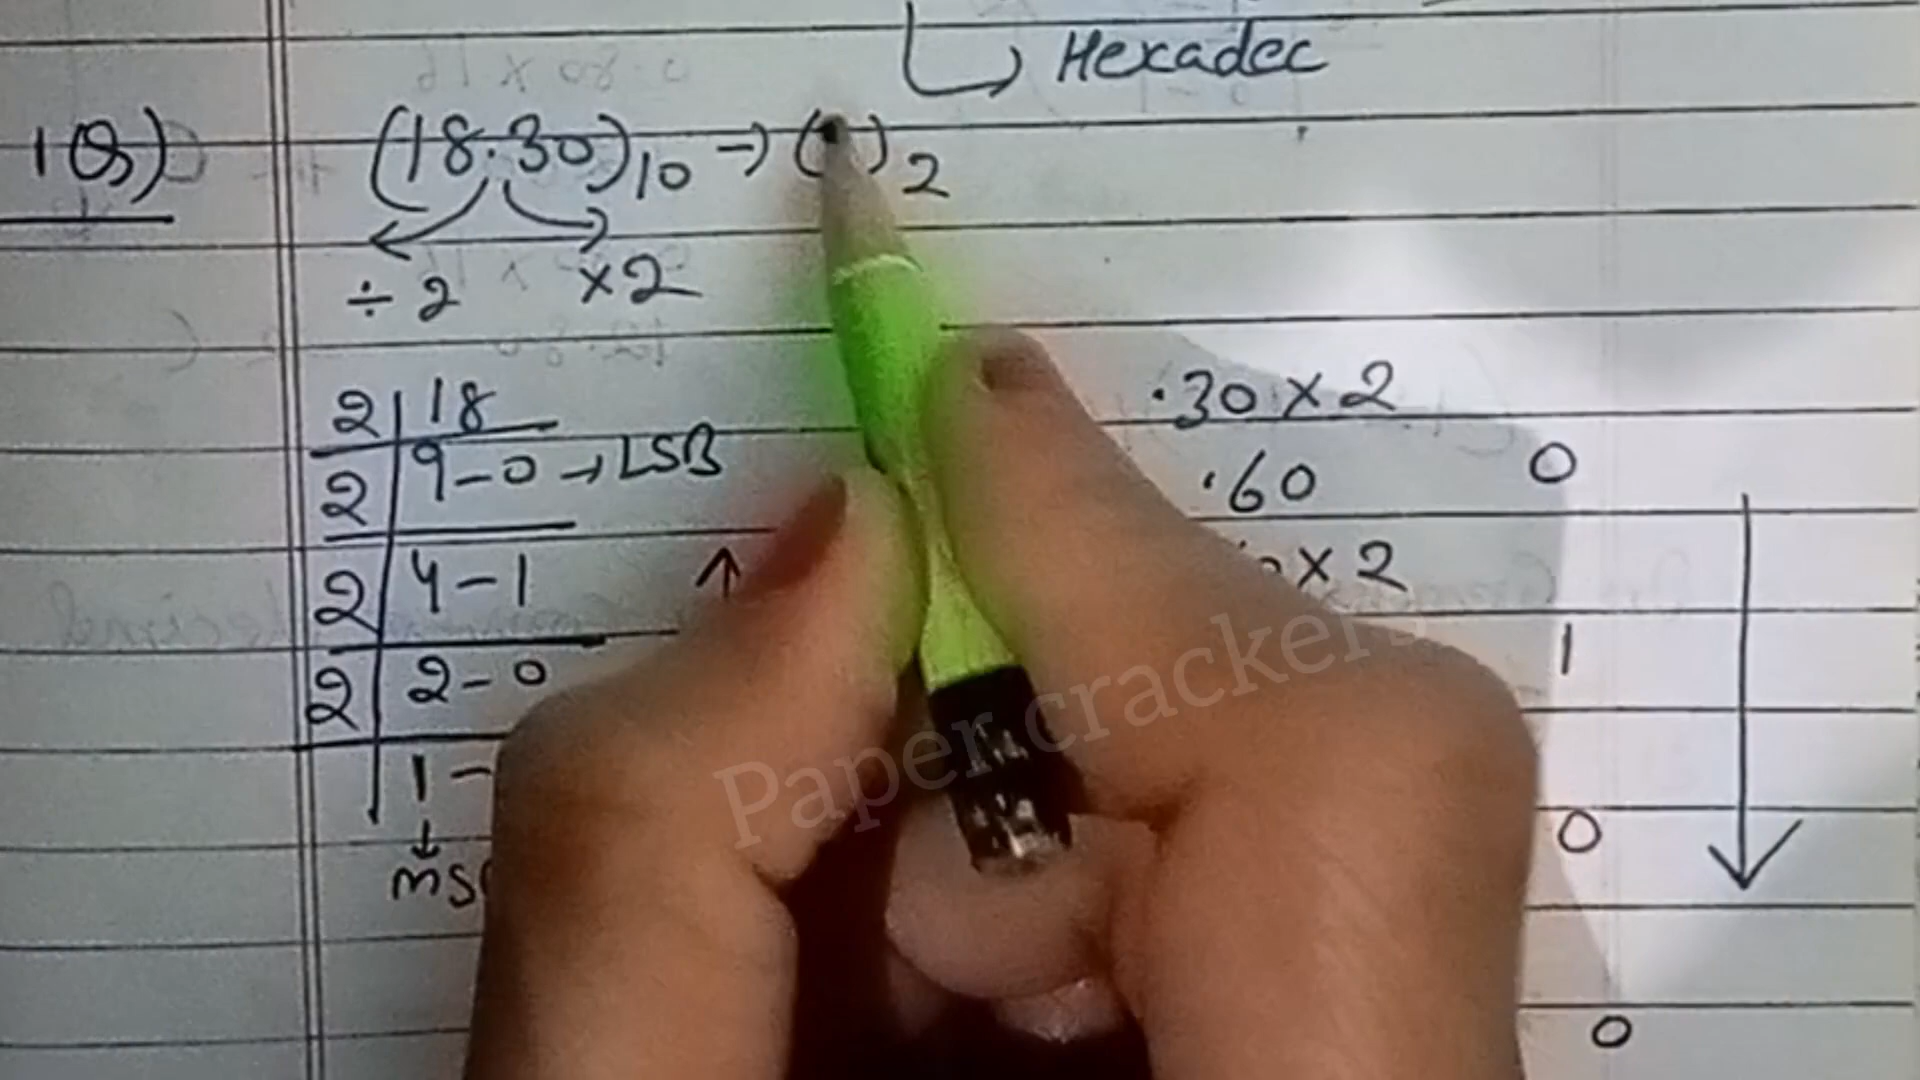 Hexadec
1(Q) (18.30)10 → ( )2
÷2 ×2
2 18
2 9-0 → LSB
2 4-1
2 2-0
1-
↓
MS
.30 × 2
.60 0
× 2
1
0
0
Paper crackers